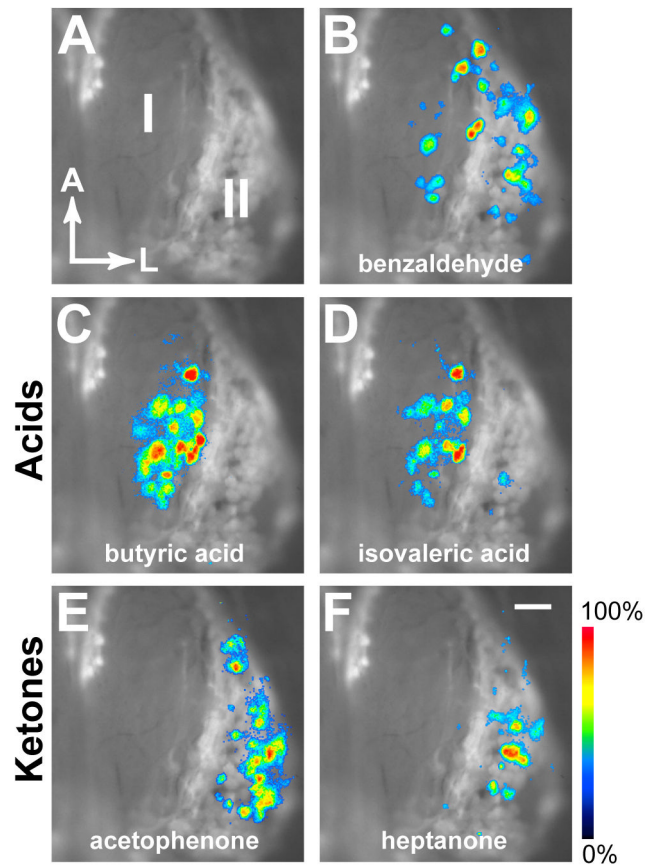 A
B
I
II
A
L
benzaldehyde
Acids
C
D
butyric acid
isovaleric acid
Ketones
E
F
100%
acetophenone
heptanone
0%